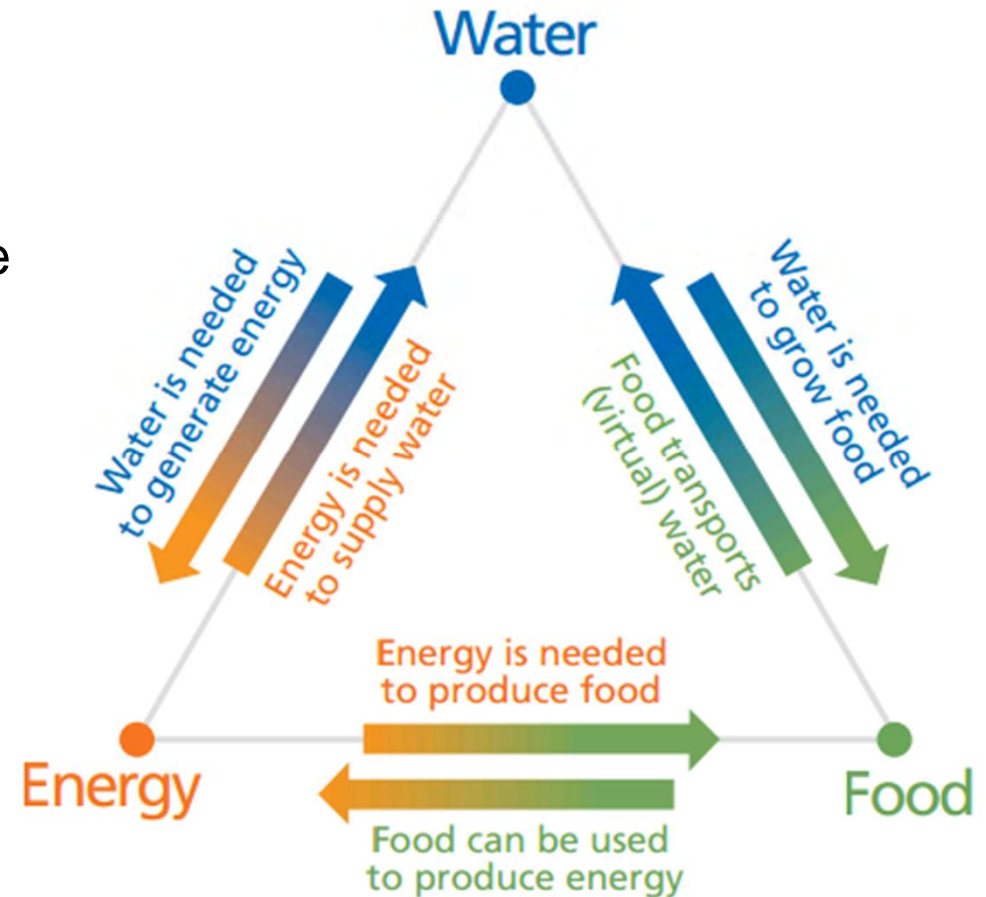 Water
e
Water is needed
to generate energy
Energy is needed
to supply water
Food transports
(virtual) water
Water is needed
to grow food
Energy is needed
to produce food
Energy
Food
Food can be used
to produce energy